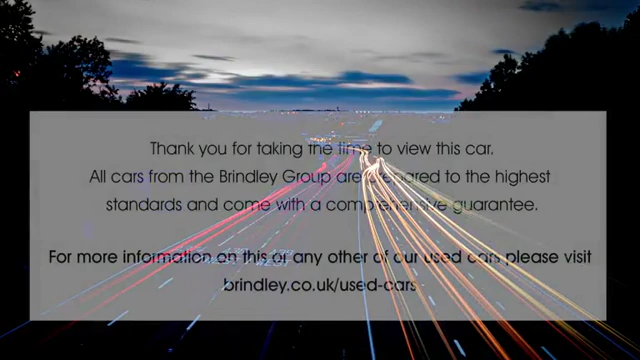 Thank you for taking the time to view this car.
All cars from the Brindley Group are prepared to the highest
standards and come with a comprehensive guarantee.
For more information on this or any other of our used cars please visit
brindley.co.uk/used-cars